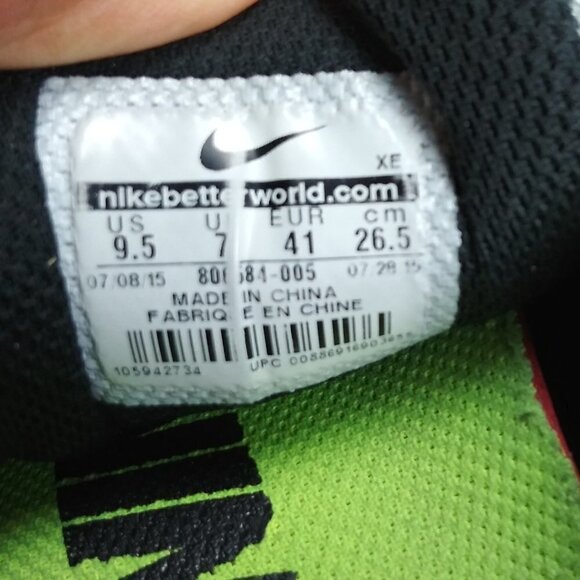 XE
nikebetterworld.com
US EUR cm
9.5 7 41 26.5
07/08/15 07/28/15
MADE IN CHINA
FABRIQUE EN CHINE
105942734 UPC